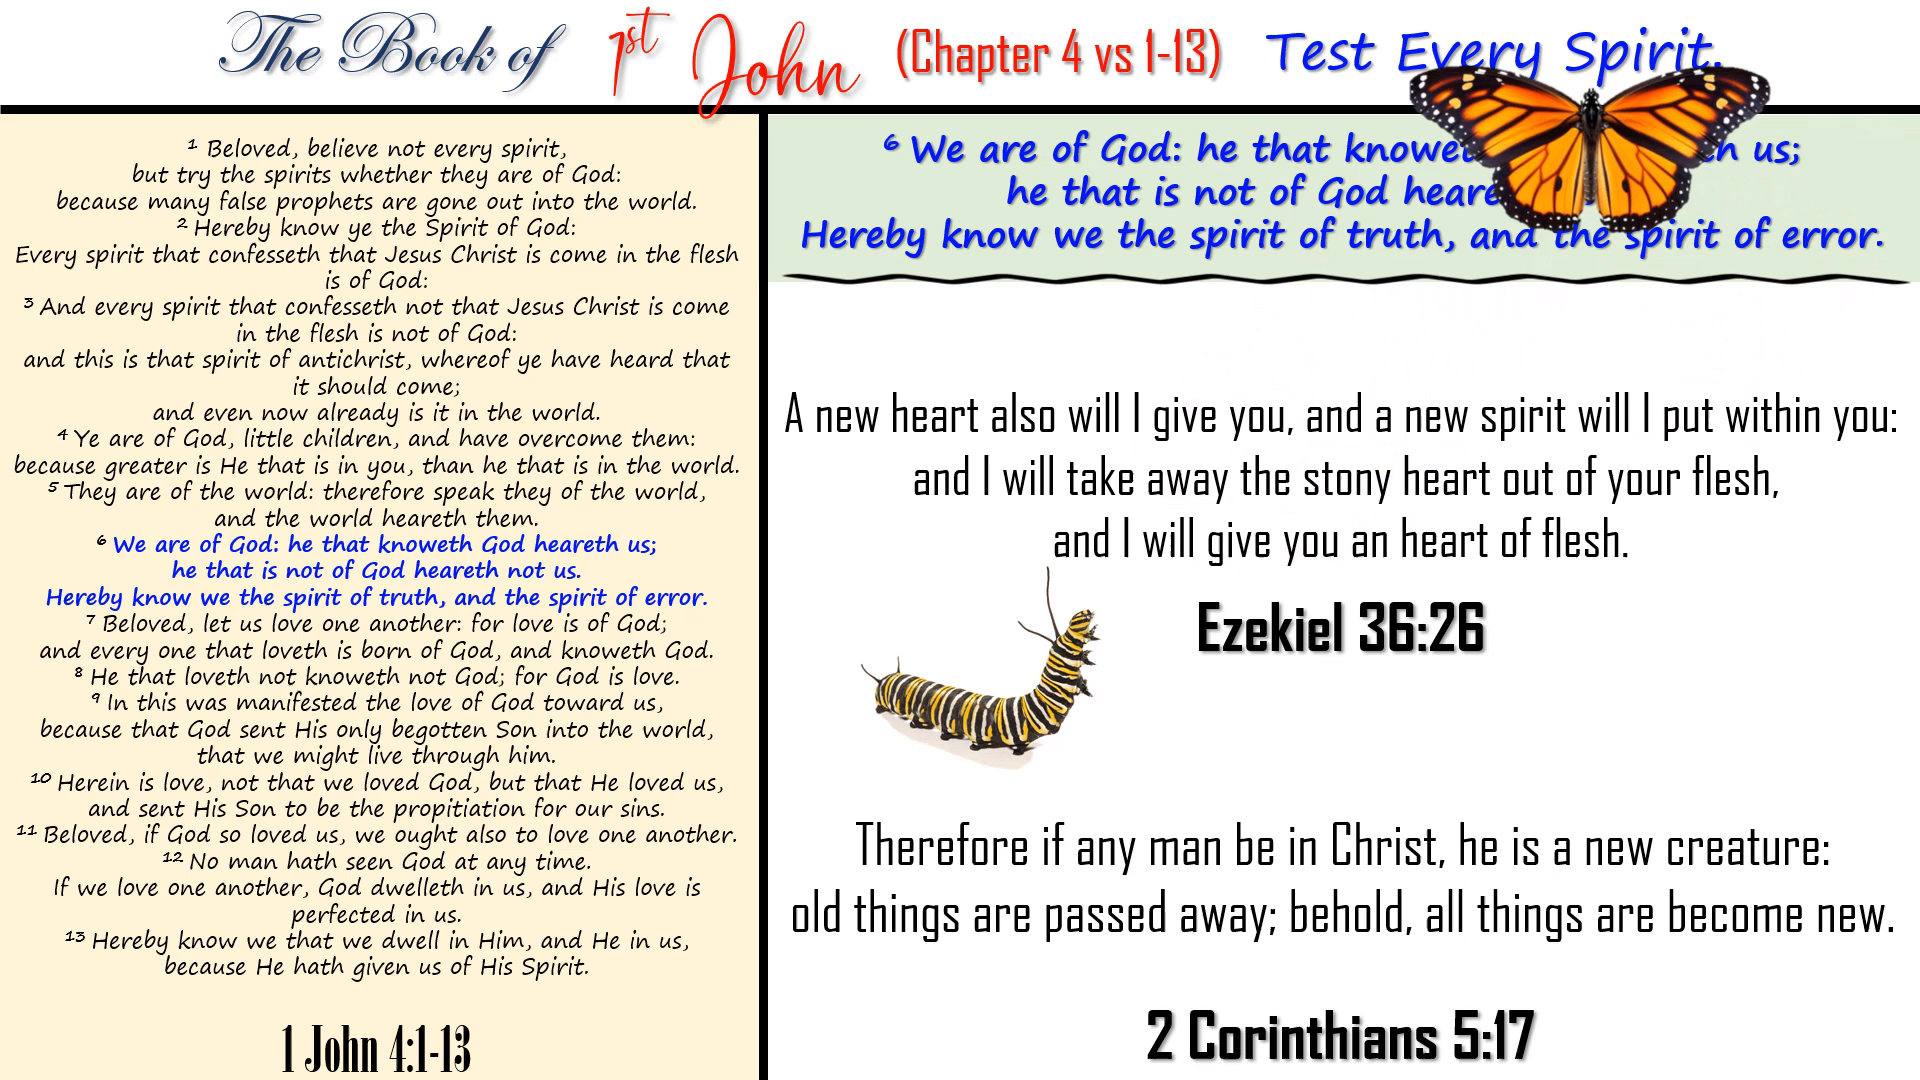 The Book of 1st John (Chapter 4 vs 1-13) Test Every Spirit.
1 Beloved, believe not every spirit,
but try the spirits whether they are of God:
because many false prophets are gone out into the world.
2 Hereby know ye the Spirit of God:
Every spirit that confesseth that Jesus Christ is come in the flesh
is of God:
3 And every spirit that confesseth not that Jesus Christ is come
in the flesh is not of God:
and this is that spirit of antichrist, whereof ye have heard that
it should come;
and even now already is it in the world.
4 Ye are of God, little children, and have overcome them:
because greater is He that is in you, than he that is in the world.
5 They are of the world: therefore speak they of the world,
and the world heareth them.
6 We are of God: he that knoweth God heareth us;
he that is not of God heareth not us.
Hereby know we the spirit of truth, and the spirit of error.
7 Beloved, let us love one another: for love is of God;
and every one that loveth is born of God, and knoweth God.
8 He that loveth not knoweth not God; for God is love.
9 In this was manifested the love of God toward us,
because that God sent His only begotten Son into the world,
that we might live through him.
10 Herein is love, not that we loved God, but that He loved us,
and sent His Son to be the propitiation for our sins.
11 Beloved, if God so loved us, we ought also to love one another.
12 No man hath seen God at any time.
If we love one another, God dwelleth in us, and His love is
perfected in us.
13 Hereby know we that we dwell in Him, and He in us,
because He hath given us of His Spirit.
1 John 4:1-13
6 We are of God: he that us;
he that is not of God
Hereby know we the spirit of truth, and the spirit of error.
A new heart also will I give you, and a new spirit will I put within you:
and I will take away the stony heart out of your flesh,
and I will give you an heart of flesh.
Ezekiel 36:26
Therefore if any man be in Christ, he is a new creature:
old things are passed away; behold, all things are become new.
2 Corinthians 5:17